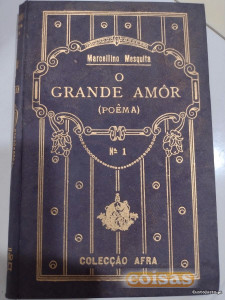 Marcellino Mesquita
O
GRANDE AMÔR
(POÊMA)
Nº 1
COLECÇÃO AFRA
coisas